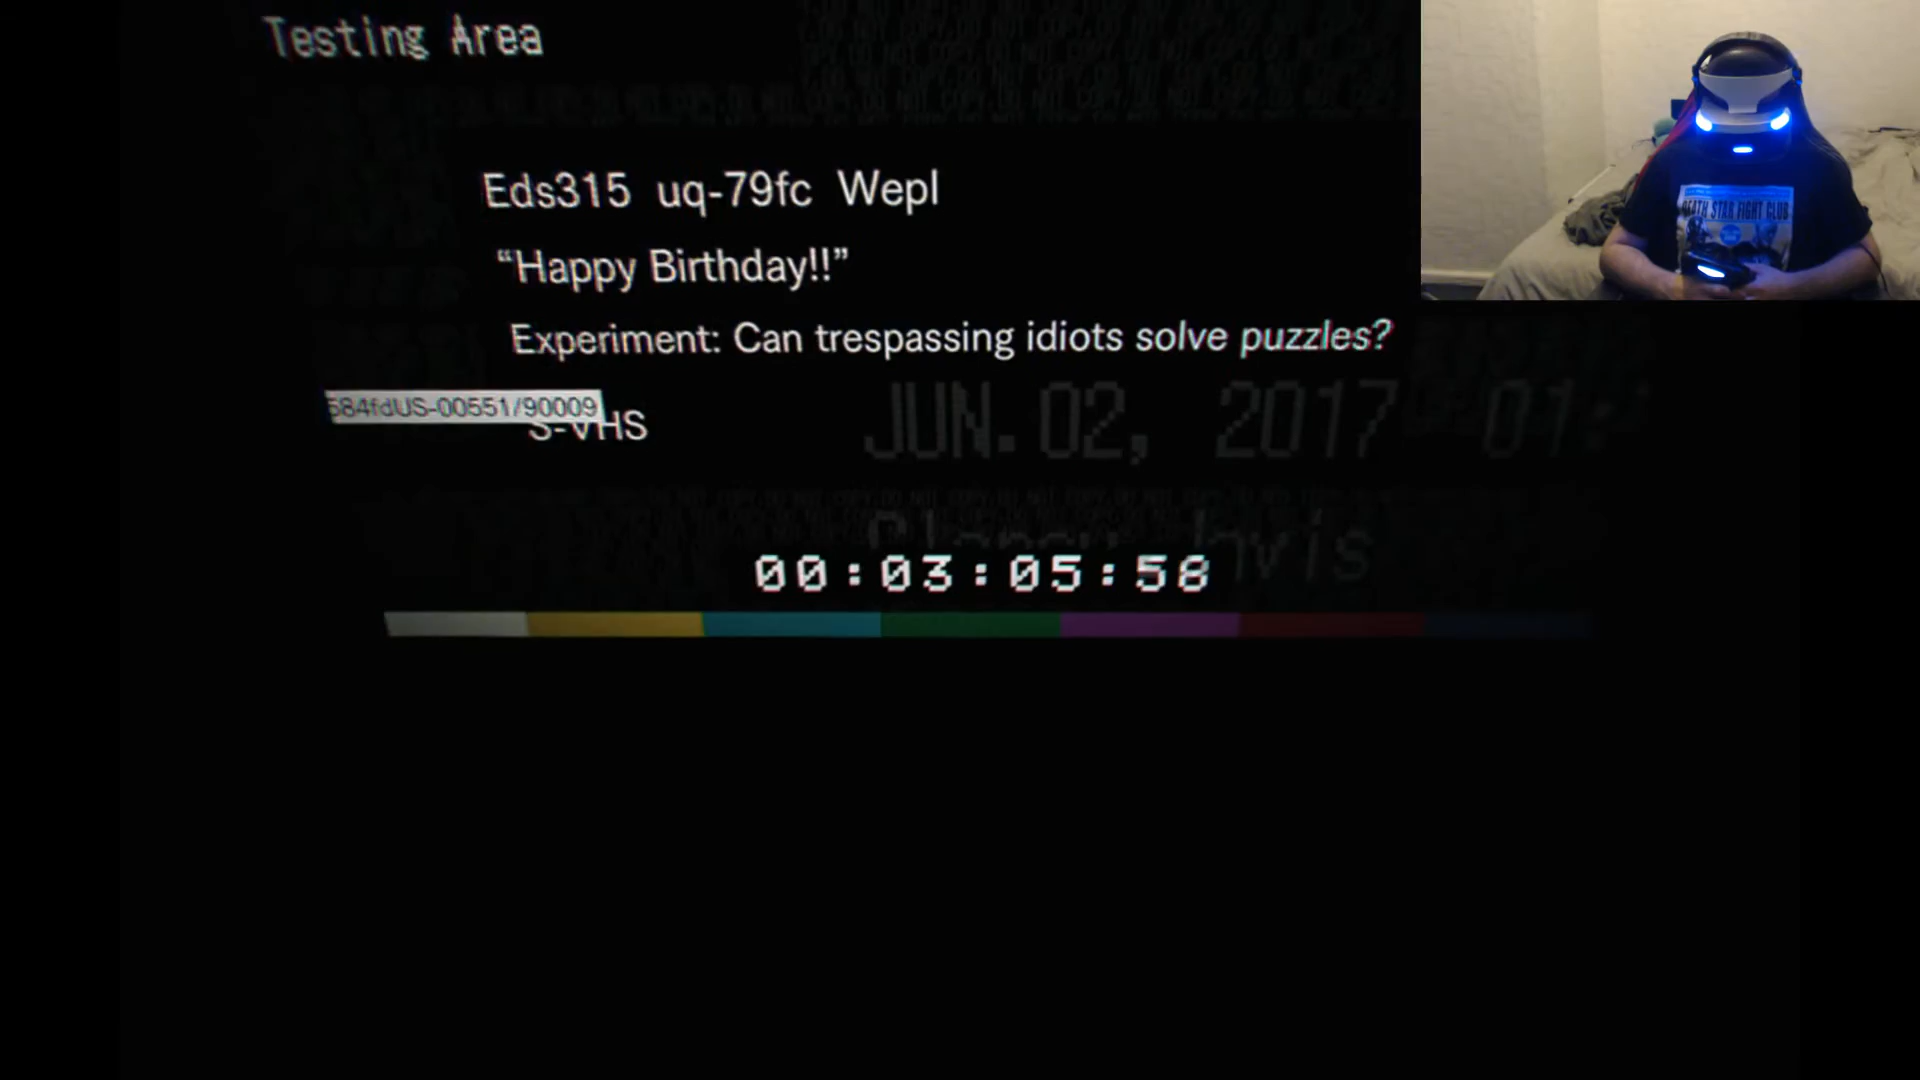 Testing Area
Eds315 uq-79fc Wepl
“Happy Birthday!!”
Experiment: Can trespassing idiots solve puzzles?
584fdUS-00551/90009
S-VHS
JUN. 02, 2017 01:
00:03:05:58
DEATH STAR FIGHT CLUB